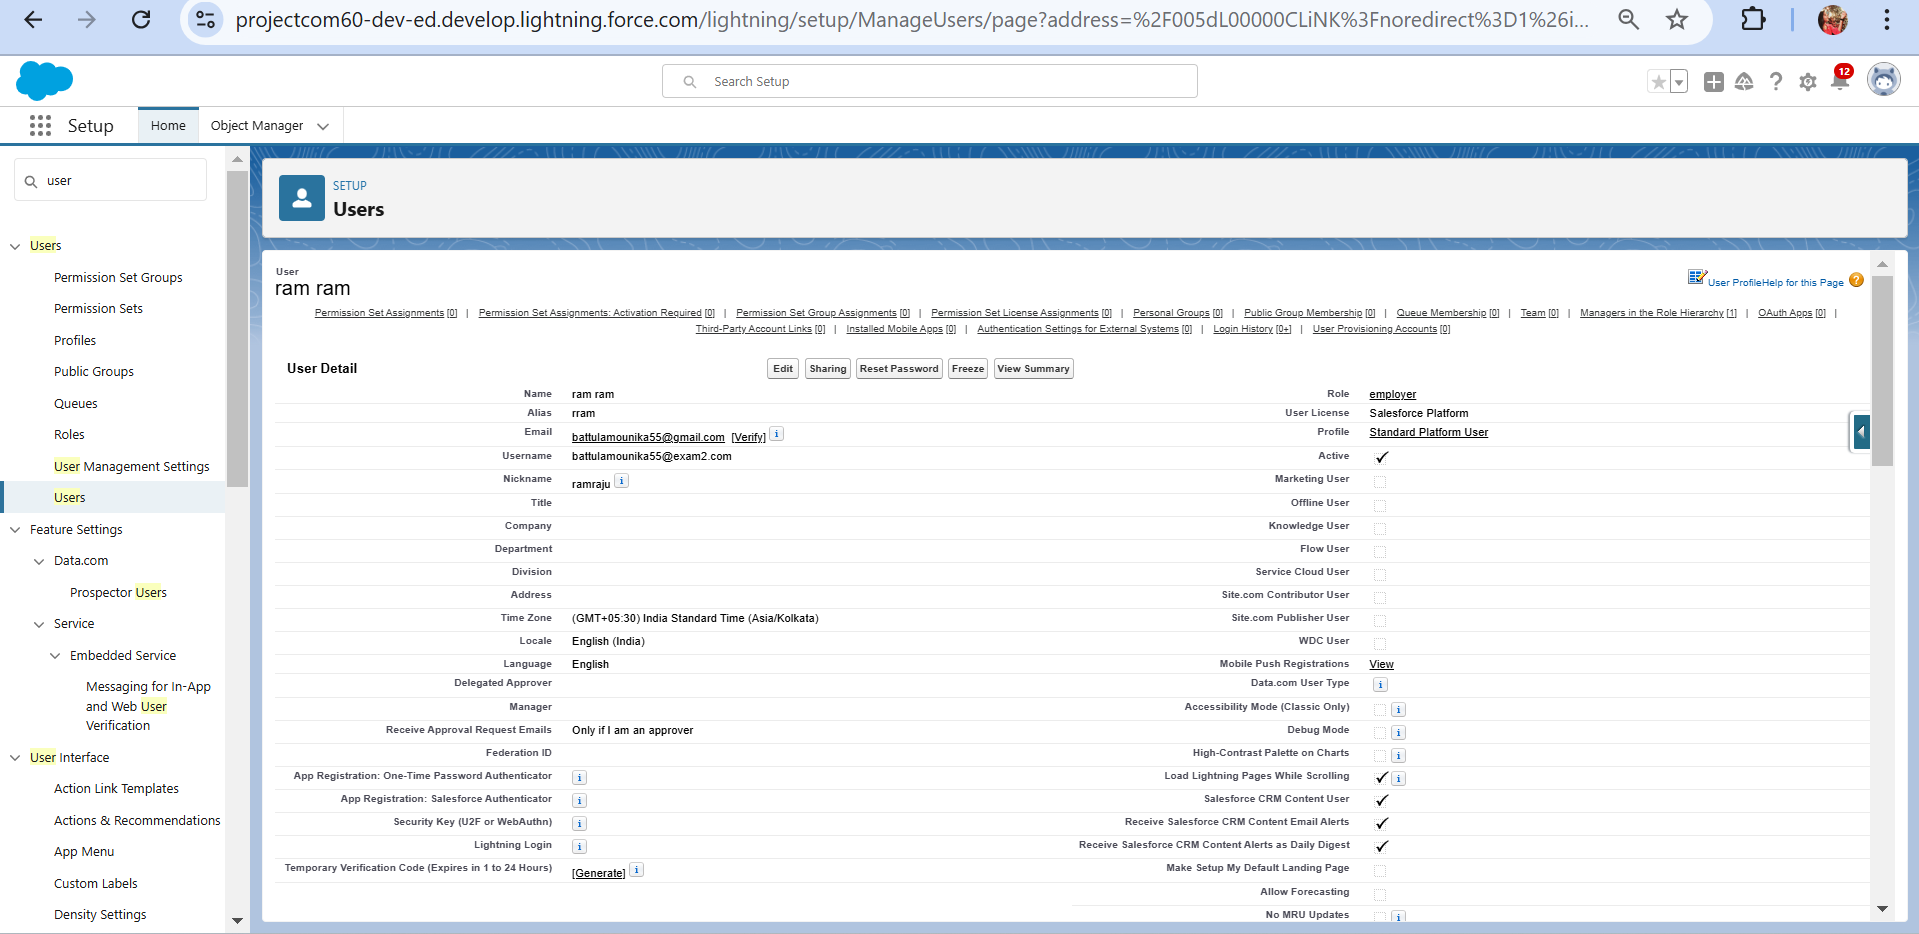 projectcom60-dev-ed.develop.lightning.force.com/lightning/setup/ManageUsers/page?address=%2F005dL00000CLiNK%3Fnoredirect%3D1%26i...
Search Setup
12
Setup
Home
Object Manager
user
Users
Permission Set Groups
Permission Sets
Profiles
Public Groups
Queues
Roles
User Management Settings
Users
Feature Settings
Data.com
Prospector Users
Service
Embedded Service
Messaging for In-App
and Web User
Verification
User Interface
Action Link Templates
Actions & Recommendations
App Menu
Custom Labels
Density Settings
SETUP
Users
User
ram ram
User Profile Help for this Page ?
Permission Set Assignments [0] | Permission Set Assignments: Activation Required [0] | Permission Set Group Assignments [0] | Permission Set License Assignments [0] | Personal Groups [0] | Public Group Membership [0] | Queue Membership [0] | Team [0] | Managers in the Role Hierarchy [1] | OAuth Apps [0] |
Third-Party Account Links [0] | Installed Mobile Apps [0] | Authentication Settings for External Systems [0] | Login History [0+] | User Provisioning Accounts [0]
User Detail
Edit Sharing Reset Password Freeze View Summary
Name ram ram
Alias rram
Email battulamounika55@gmail.com [Verify] i
Username battulamounika55@exam2.com
Nickname ramraju i
Title
Company
Department
Division
Address
Time Zone (GMT+05:30) India Standard Time (Asia/Kolkata)
Locale English (India)
Language English
Delegated Approver
Manager
Receive Approval Request Emails Only if I am an approver
Federation ID
App Registration: One-Time Password Authenticator i
App Registration: Salesforce Authenticator i
Security Key (U2F or WebAuthn) i
Lightning Login i
Temporary Verification Code (Expires in 1 to 24 Hours) [Generate] i
Role employer
User License Salesforce Platform
Profile Standard Platform User
Active
Marketing User
Offline User
Knowledge User
Flow User
Service Cloud User
Site.com Contributor User
Site.com Publisher User
WDC User
Mobile Push Registrations View
Data.com User Type i
Accessibility Mode (Classic Only) i
Debug Mode i
High-Contrast Palette on Charts i
Load Lightning Pages While Scrolling i
Salesforce CRM Content User
Receive Salesforce CRM Content Email Alerts
Receive Salesforce CRM Content Alerts as Daily Digest
Make Setup My Default Landing Page
Allow Forecasting
No MRU Updates i